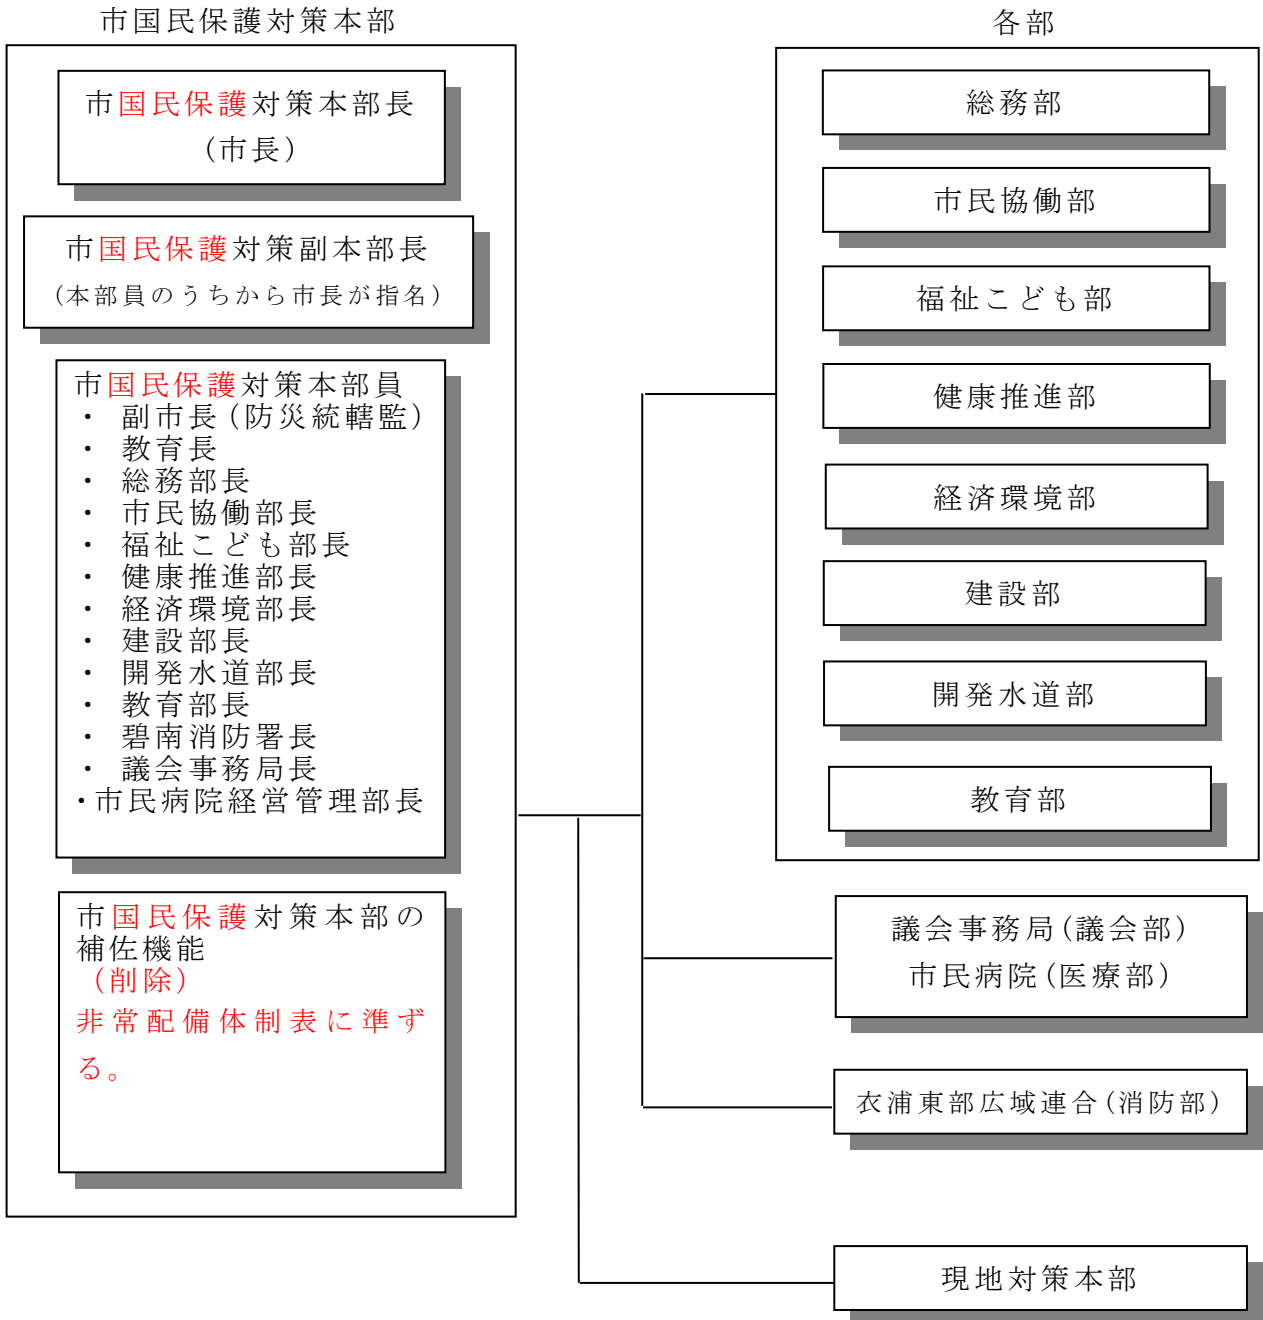 市国民保護対策本部
市国民保護対策本部長
（市長）
市国民保護対策副本部長
（本部員のうちから市長が指名）
市国民保護対策本部員
・ 副市長（防災統轄監）
・ 教育長
・ 総務部長
・ 市民協働部長
・ 福祉こども部長
・ 健康推進部長
・ 経済環境部長
・ 建設部長
・ 開発水道部長
・ 教育部長
・ 碧南消防署長
・ 議会事務局長
・市民病院経営管理部長
市国民保護対策本部の
補佐機能
（削除）
非常配備体制表に準ず
る。
各部
総務部
市民協働部
福祉こども部
健康推進部
経済環境部
建設部
開発水道部
教育部
議会事務局（議会部）
市民病院（医療部）
衣浦東部広域連合（消防部）
現地対策本部